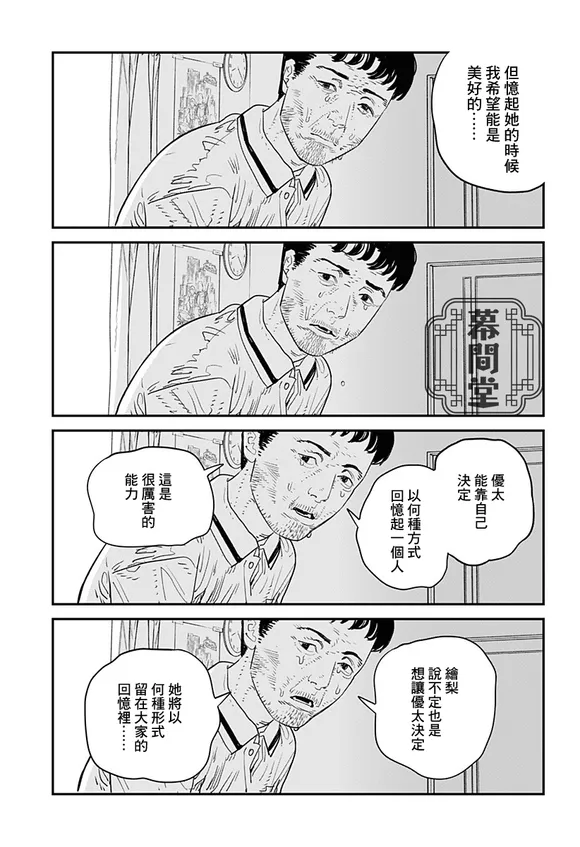 但憶起她的時候
我希望能是
美好的……
幕間堂
優太
能靠自己
決定
以何種方式
回憶起一個人
這是
很厲害的
能力
繪梨
說不定也是
想讓優太決定
她將以
何種形式
留在大家的
回憶裡……